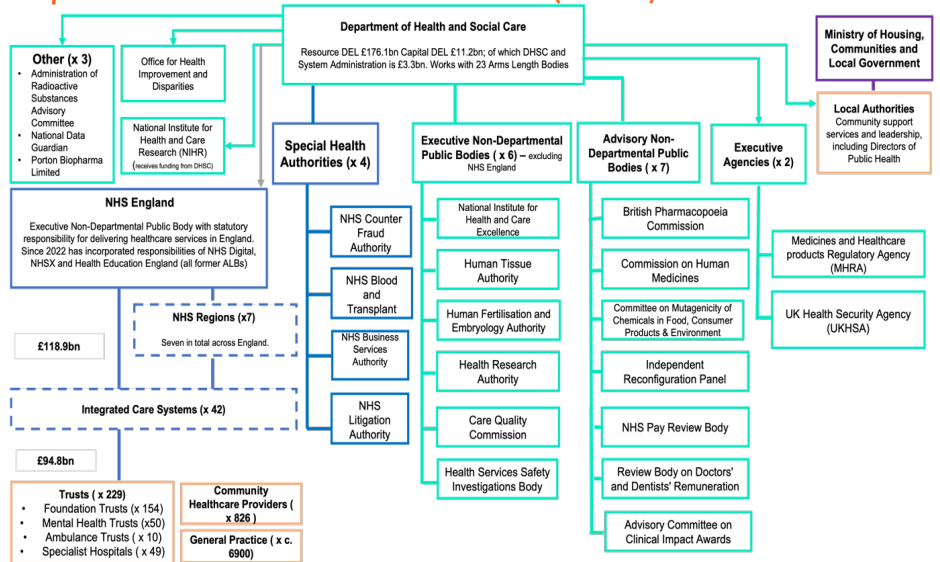 Department of Health and Social Care
Resource DEL £176.1bn Capital DEL £11.2bn; of which DHSC and
System Administration is £3.3bn. Works with 23 Arms Length Bodies
Other (x 3)
• Administration of
Radioactive
Substances
Advisory
Committee
• National Data
Guardian
• Porton Biopharma
Limited
Office for Health
Improvement and
Disparities
National Institute for
Health and Care
Research (NIHR)
(receives funding from DHSC)
Ministry of Housing,
Communities and
Local Government
Local Authorities
Community support
services and leadership,
including Directors of
Public Health
Special Health
Authorities (x 4)
Executive Non-Departmental
Public Bodies ( x 6) – excluding
NHS England
Advisory Non-
Departmental Public
Bodies ( x 7)
Executive
Agencies (x 2)
NHS England
Executive Non-Departmental Public Body with statutory
responsibility for delivering healthcare services in England.
Since 2022 has incorporated responsibilities of NHS Digital,
NHSX and Health Education England (all former ALBs)
NHS Regions (x7)
Seven in total across England.
£118.9bn
Integrated Care Systems (x 42)
£94.8bn
Trusts ( x 229)
• Foundation Trusts ( x 154)
• Mental Health Trusts (x50)
• Ambulance Trusts ( x 10)
• Specialist Hospitals ( x 49)
Community
Healthcare Providers (
x 826 )
General Practice ( x c.
6900)
NHS Counter
Fraud
Authority
NHS Blood
and
Transplant
NHS Business
Services
Authority
NHS
Litigation
Authority
National Institute for
Health and Care
Excellence
Human Tissue
Authority
Human Fertilisation and
Embryology Authority
Health Research
Authority
Care Quality
Commission
Health Services Safety
Investigations Body
British Pharmacopoeia
Commission
Commission on Human
Medicines
Committee on Mutagenicity of
Chemicals in Food, Consumer
Products & Environment
Independent
Reconfiguration Panel
NHS Pay Review Body
Review Body on Doctors'
and Dentists' Remuneration
Advisory Committee on
Clinical Impact Awards
Medicines and Healthcare
products Regulatory Agency
(MHRA)
UK Health Security Agency
(UKHSA)